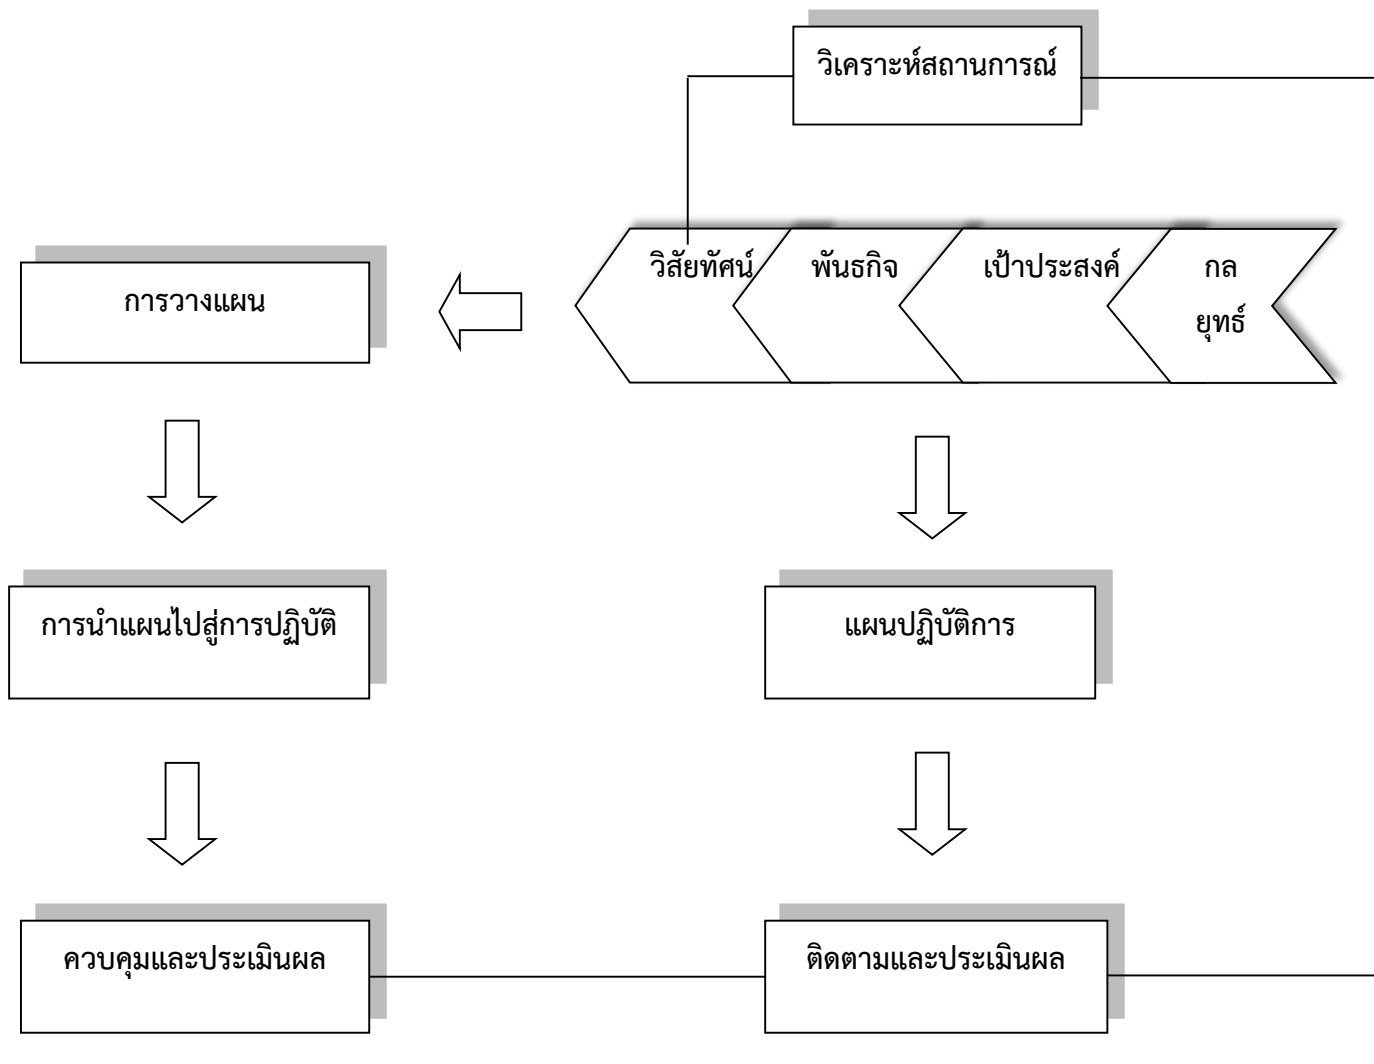 วิเคราะห์สถานการณ์
วิสัยทัศน์
พันธกิจ
เป้าประสงค์
กล
ยุทธ์
การวางแผน
การนำแผนไปสู่การปฏิบัติ
แผนปฏิบัติการ
ควบคุมและประเมินผล
ติดตามและประเมินผล